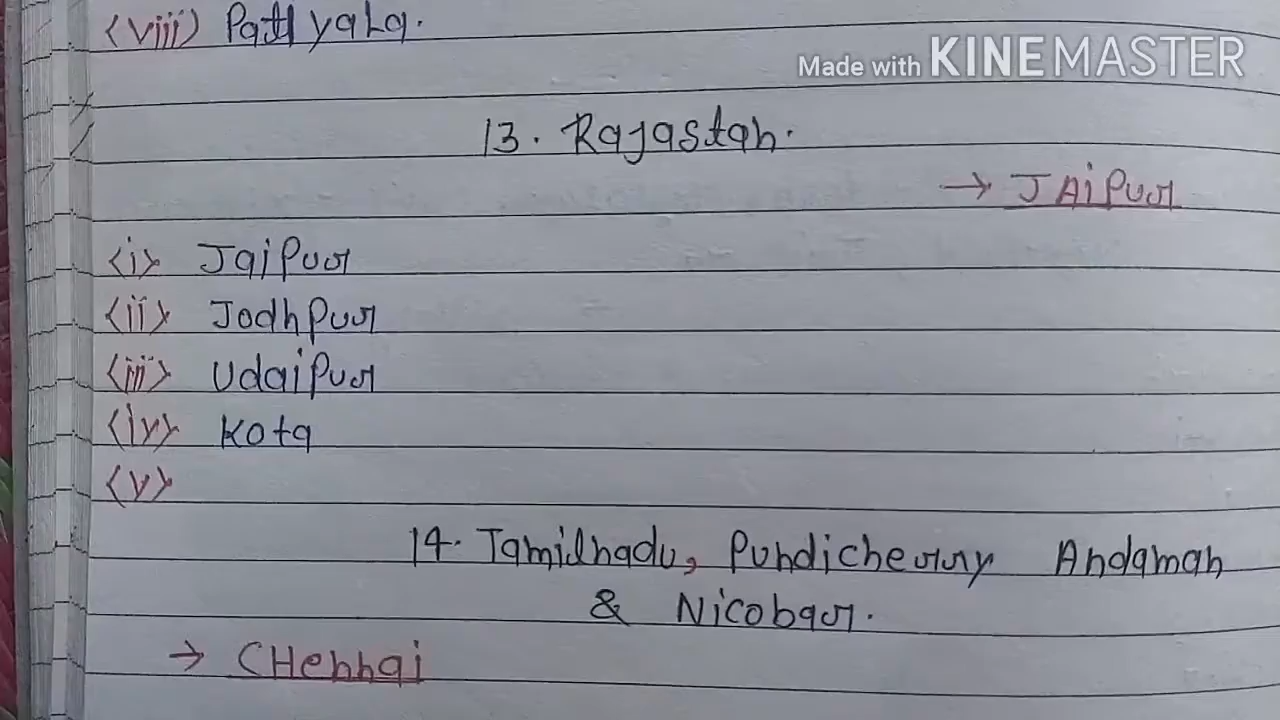 (viii) Patiyala.
Made with KINEMASTER
13. Rajastan.
→ JAipur
<i> Jaipur
<ii> Jodhpur
<iii> Udaipur
<iv> Kota
<v>
14. Tamilnadu, Pundicherry Andaman
& Nicobar.
→ CHennai